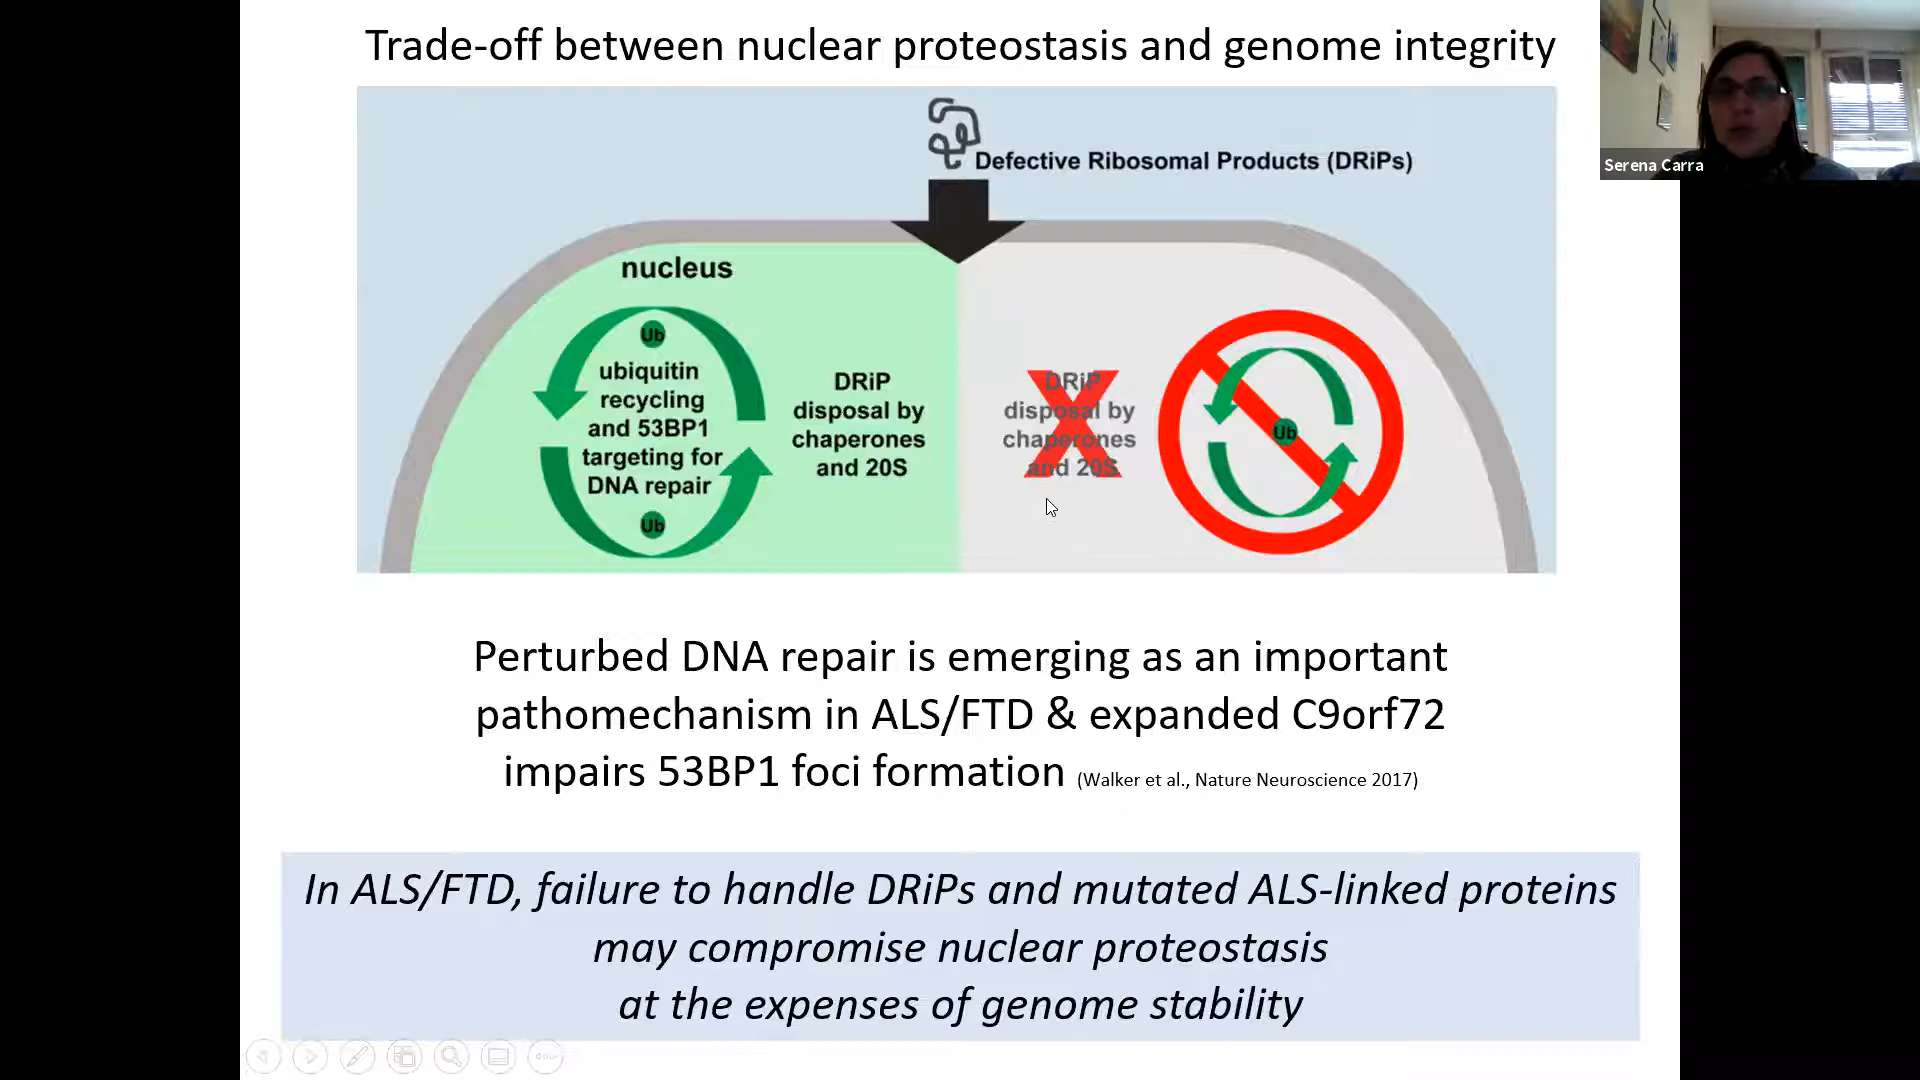 Trade-off between nuclear proteostasis and genome integrity
Defective Ribosomal Products (DRiPs)
nucleus
Ub
ubiquitin
recycling
and 53BP1
targeting for
DNA repair
Ub
DRiP
disposal by
chaperones
and 20S
DRiP
disposal by
chaperones
and 20S
Ub
Perturbed DNA repair is emerging as an important
pathomechanism in ALS/FTD & expanded C9orf72
impairs 53BP1 foci formation (Walker et al., Nature Neuroscience 2017)
In ALS/FTD, failure to handle DRiPs and mutated ALS-linked proteins
may compromise nuclear proteostasis
at the expenses of genome stability
Serena Carra